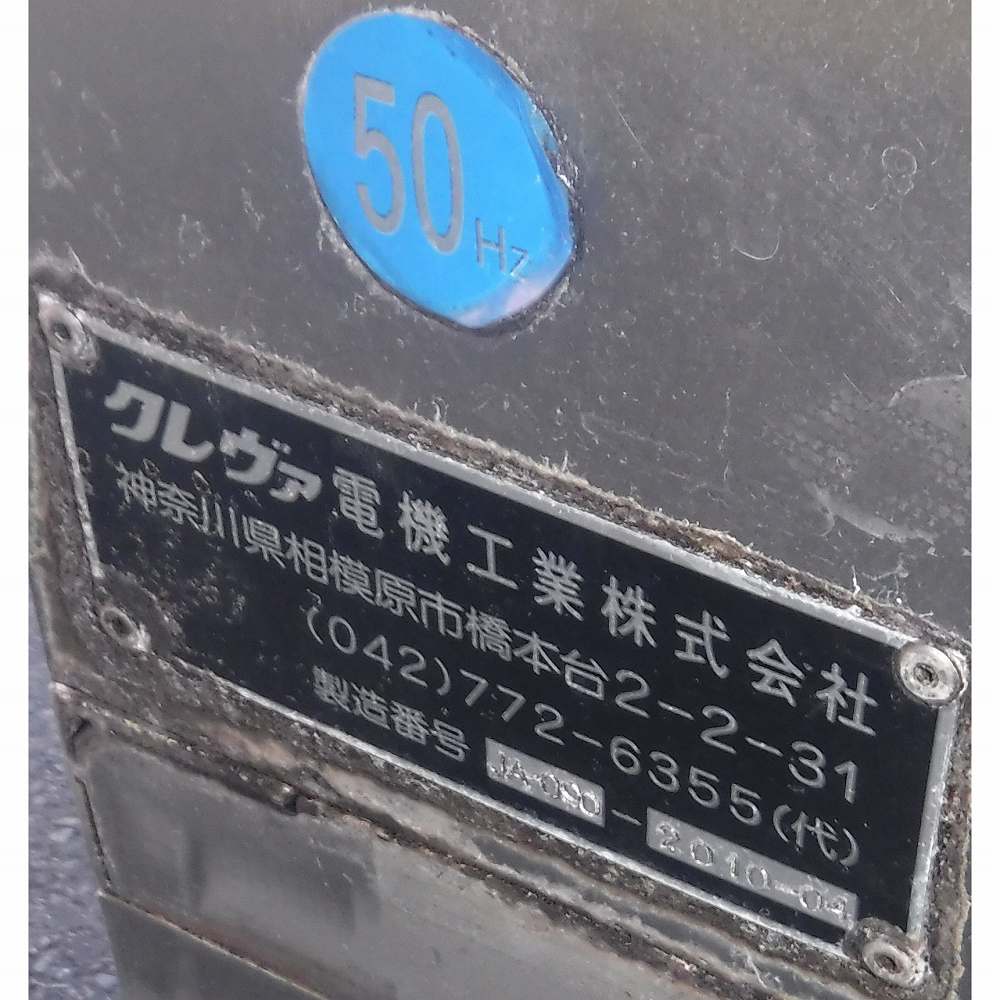 50Hz
クレヴァ電機工業株式会社
神奈川県相模原市橋本台2-2-31
(042)772-6355(代)
製造番号 JA-090-2010-04